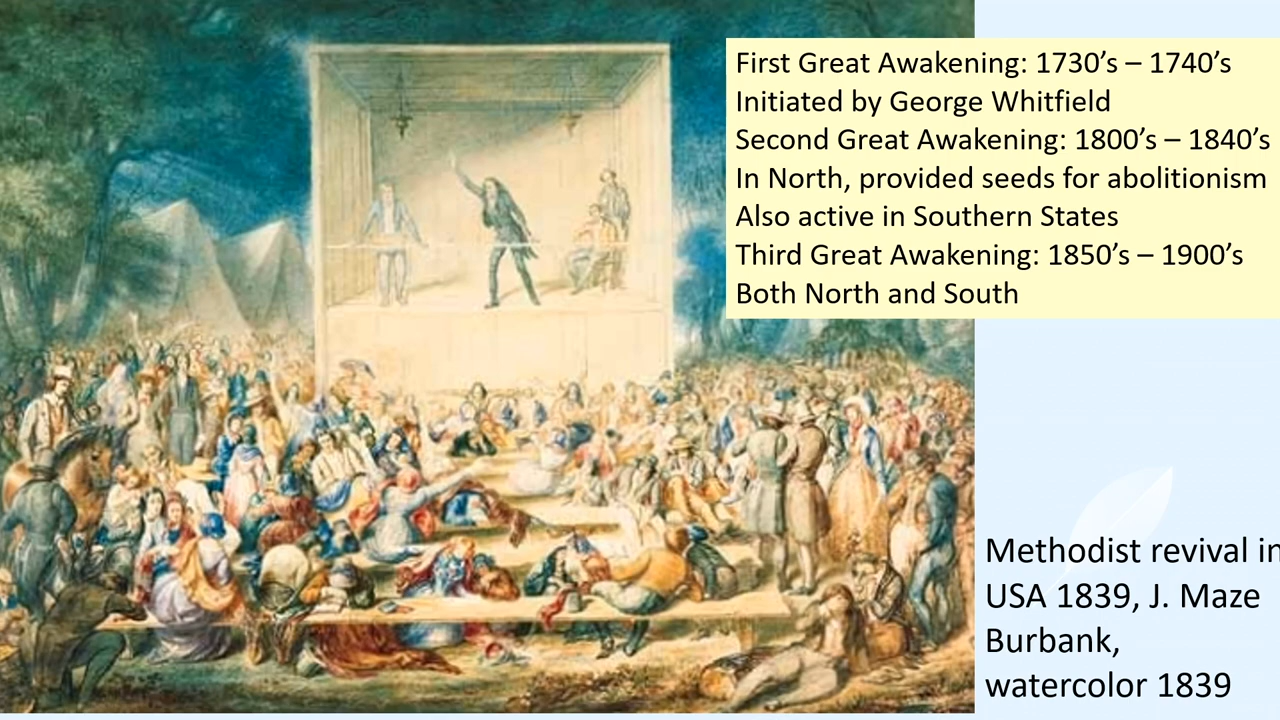 First Great Awakening: 1730’s – 1740’s
Initiated by George Whitfield
Second Great Awakening: 1800’s – 1840’s
In North, provided seeds for abolitionism
Also active in Southern States
Third Great Awakening: 1850’s – 1900’s
Both North and South
Methodist revival in
USA 1839, J. Maze
Burbank,
watercolor 1839